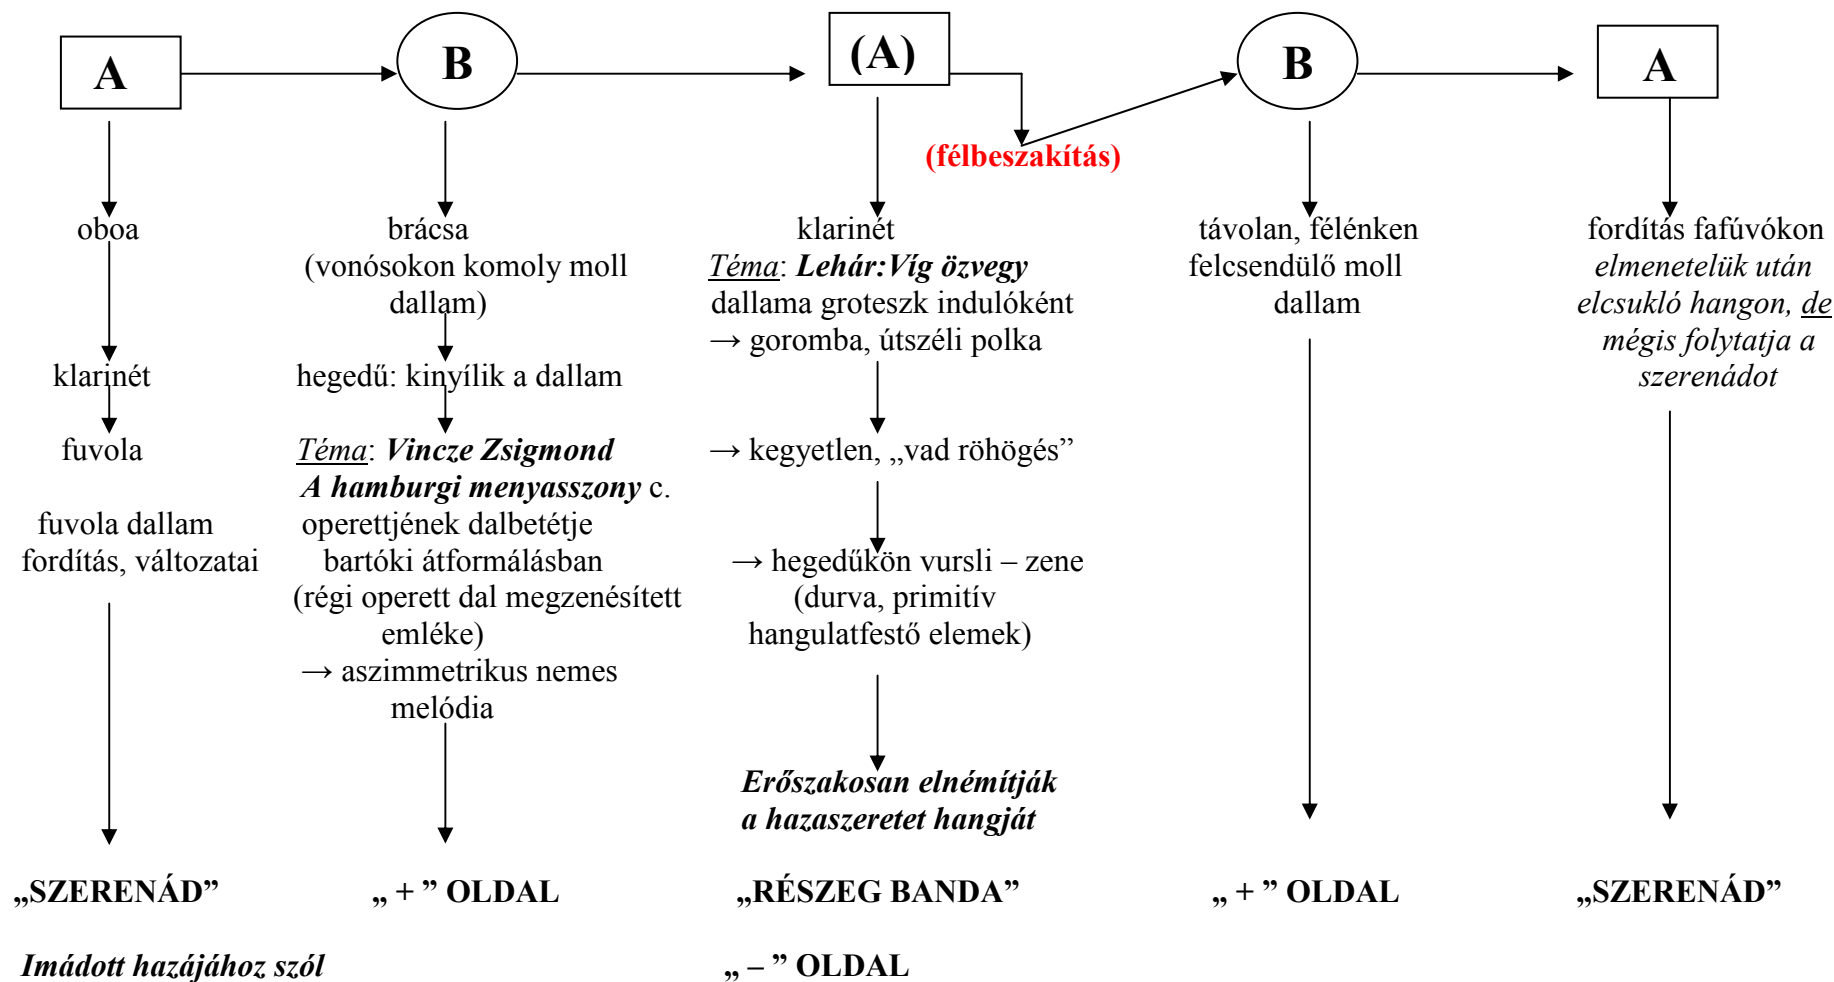 A
B
(A)
B
A
(félbeszakítás)
oboa
klarinét
fuvola
fuvola dallam
fordítás, változatai
„SZERENÁD”
Imádott hazájához szól
brácsa
(vonósokon komoly moll
dallam)
hegedű: kinyílik a dallam
Téma: Vincze Zsigmond
A hamburgi menyasszony c.
operettjének dalbetétje
bartóki átformálásban
(régi operett dal megzenésített
emléke)
→ aszimmetrikus nemes
melódia
„ + ” OLDAL
klarinét
Téma: Lehár:Víg özvegy
dallama groteszk indulóként
→ goromba, útszéli polka
→ kegyetlen, „vad röhögés”
→ hegedűkön vursli – zene
(durva, primitív
hangulatfestő elemek)
Erőszakosan elnémítják
a hazaszeretet hangját
„RÉSZEG BANDA”
„ – ” OLDAL
távolan, félénken
felcsendülő moll
dallam
„ + ” OLDAL
fordítás fafúvókon
elmenetelük után
elcsukló hangon, de
mégis folytatja a
szerenádot
„SZERENÁD”